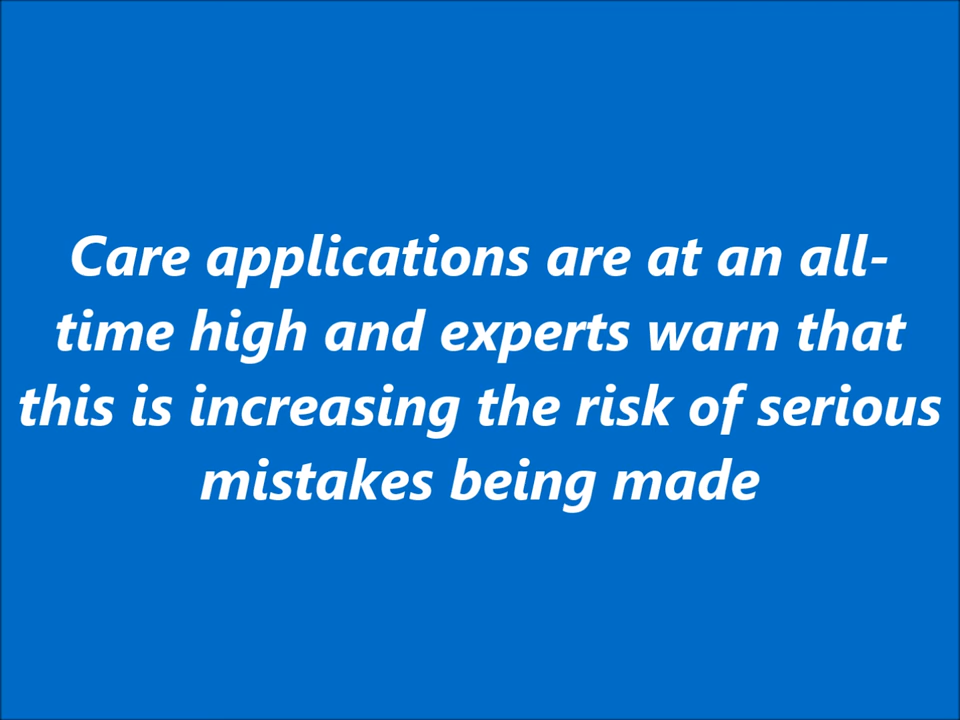 Care applications are at an all-
time high and experts warn that
this is increasing the risk of serious
mistakes being made